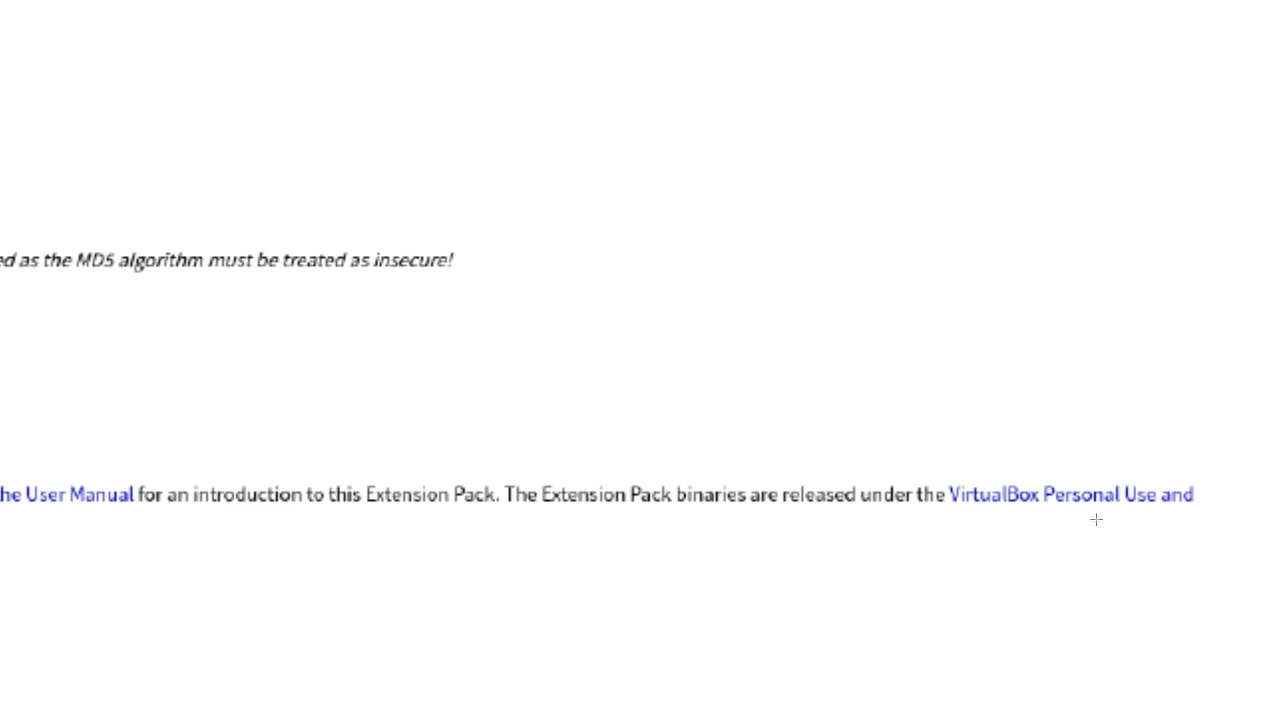 ed as the MD5 algorithm must be treated as insecure!
he User Manual for an introduction to this Extension Pack. The Extension Pack binaries are released under the VirtualBox Personal Use and